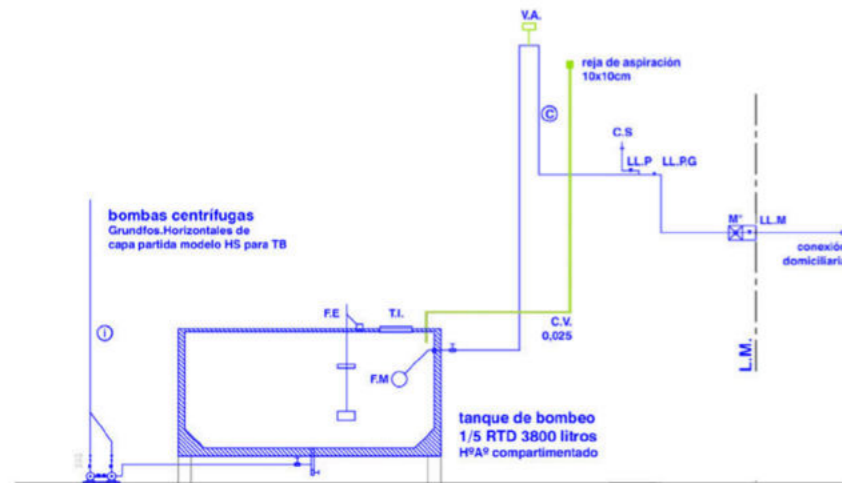 V.A.
reja de aspiración
10x10cm
C
C.S
LL.P
LL.P.G
bombas centrífugas
Grundfos.Horizontales de
capa partida modelo HS para TB
M°
LL.M
conexión
domiciliaria
i
F.E
T.I.
C.V.
0,025
L.M.
F.M
tanque de bombeo
1/5 RTD 3800 litros
HºAº compartimentado